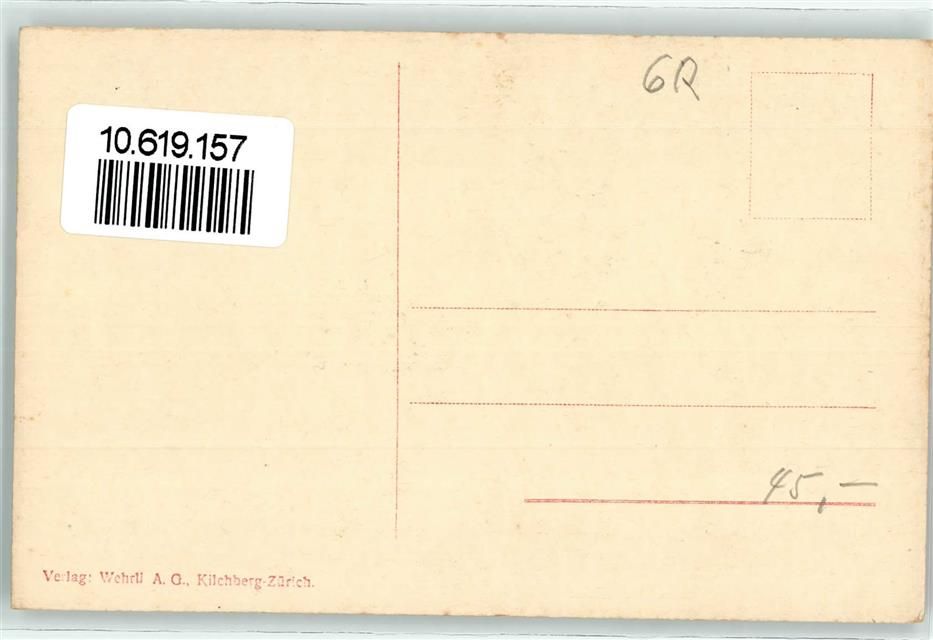 6R
10.619.157
45,-
Verlag: Wehrli A. G., Kilchberg-Zürich.